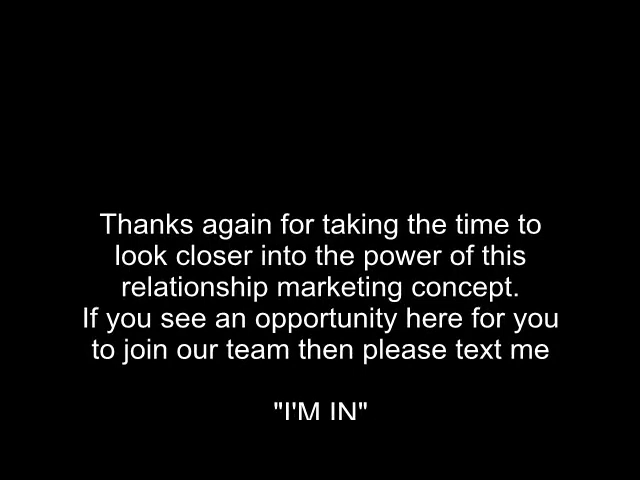 Thanks again for taking the time to
look closer into the power of this
relationship marketing concept.
If you see an opportunity here for you
to join our team then please text me
"I'M IN"